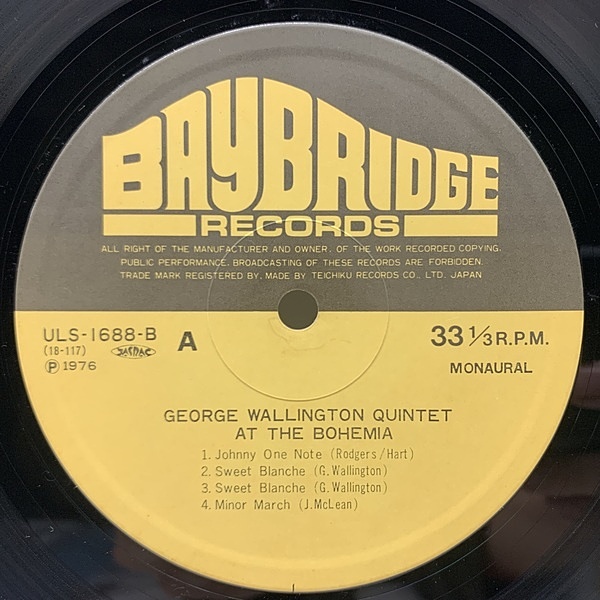 BAYBRIDGE
RECORDS
ALL RIGHT OF THE MANUFACTURER AND OWNER, OF THE WORK RECORDED COPYING,
PUBLIC PERFORMANCE, BROADCASTING OF THESE RECORDS ARE FORBIDDEN.
TRADE MARK REGISTERED BY, MADE BY TEICHIKU RECORDS CO., LTD. JAPAN
ULS-1688-B A 33 1/3 R.P.M.
(18-117) JASRAC
Ⓟ 1976 MONAURAL
GEORGE WALLINGTON QUINTET
AT THE BOHEMIA
1. Johnny One Note (Rodgers/Hart)
2. Sweet Blanche (G. Wallington)
3. Sweet Blanche (G. Wallington)
4. Minor March (J. McLean)